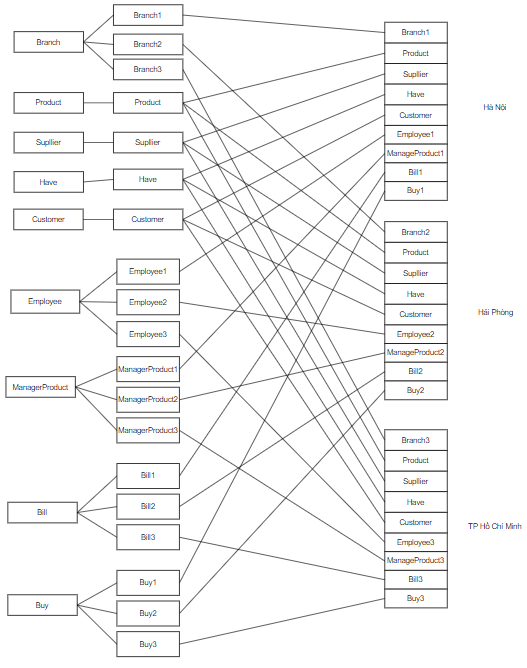 Branch
Branch1
Branch2
Branch3
Product
Product
Supllier
Supllier
Have
Have
Customer
Customer
Employee
Employee1
Employee2
Employee3
ManagerProduct
ManagerProduct1
ManagerProduct2
ManagerProduct3
Bill
Bill1
Bill2
Bill3
Buy
Buy1
Buy2
Buy3
Branch1
Product
Supllier
Have
Customer
Employee1
ManageProduct1
Bill1
Buy1
Hà Nội
Branch2
Product
Supllier
Have
Customer
Employee2
ManageProduct2
Bill2
Buy2
Hải Phòng
Branch3
Product
Supllier
Have
Customer
Employee3
ManageProduct3
Bill3
Buy3
TP Hồ Chí Minh